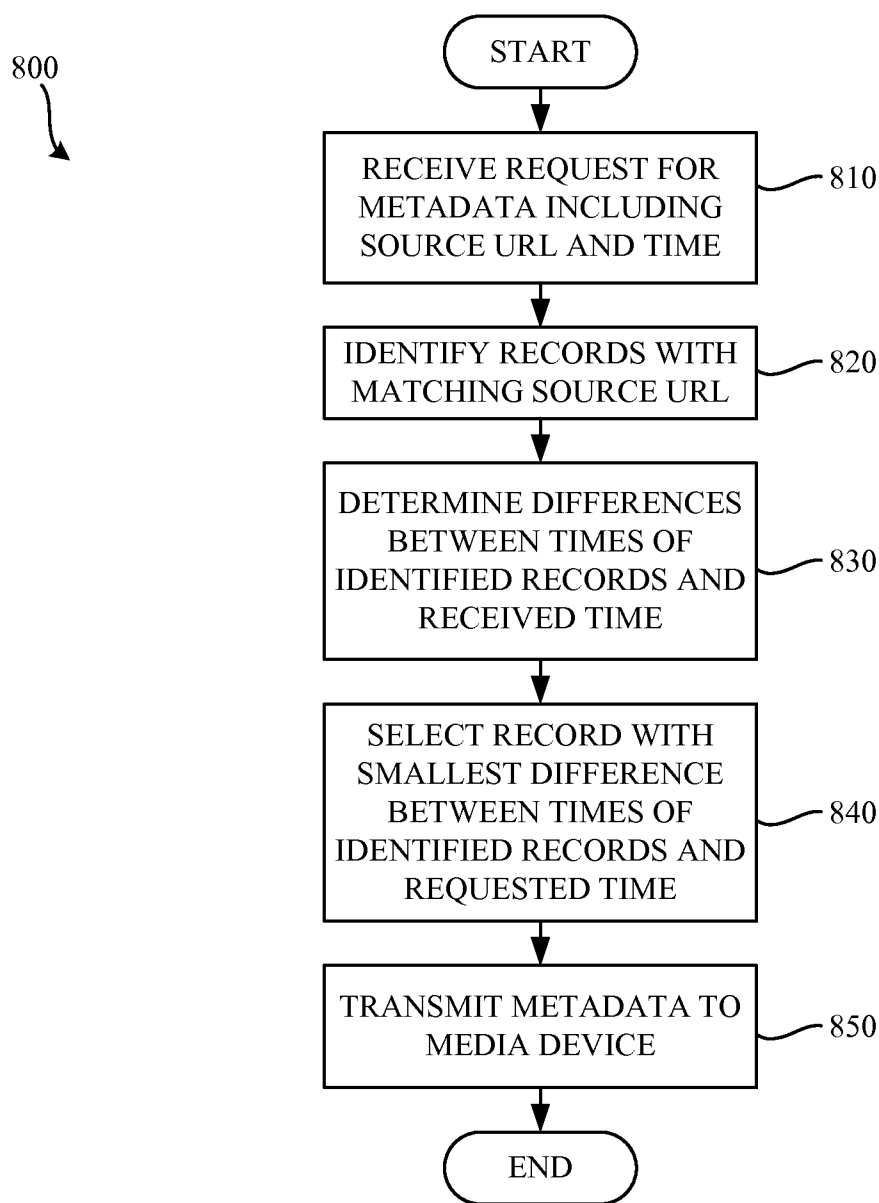 START
800
RECEIVE REQUEST FOR
METADATA INCLUDING
SOURCE URL AND TIME
810
IDENTIFY RECORDS WITH
MATCHING SOURCE URL
820
DETERMINE DIFFERENCES
BETWEEN TIMES OF
IDENTIFIED RECORDS AND
RECEIVED TIME
830
SELECT RECORD WITH
SMALLEST DIFFERENCE
BETWEEN TIMES OF
IDENTIFIED RECORDS AND
REQUESTED TIME
840
TRANSMIT METADATA TO
MEDIA DEVICE
850
END